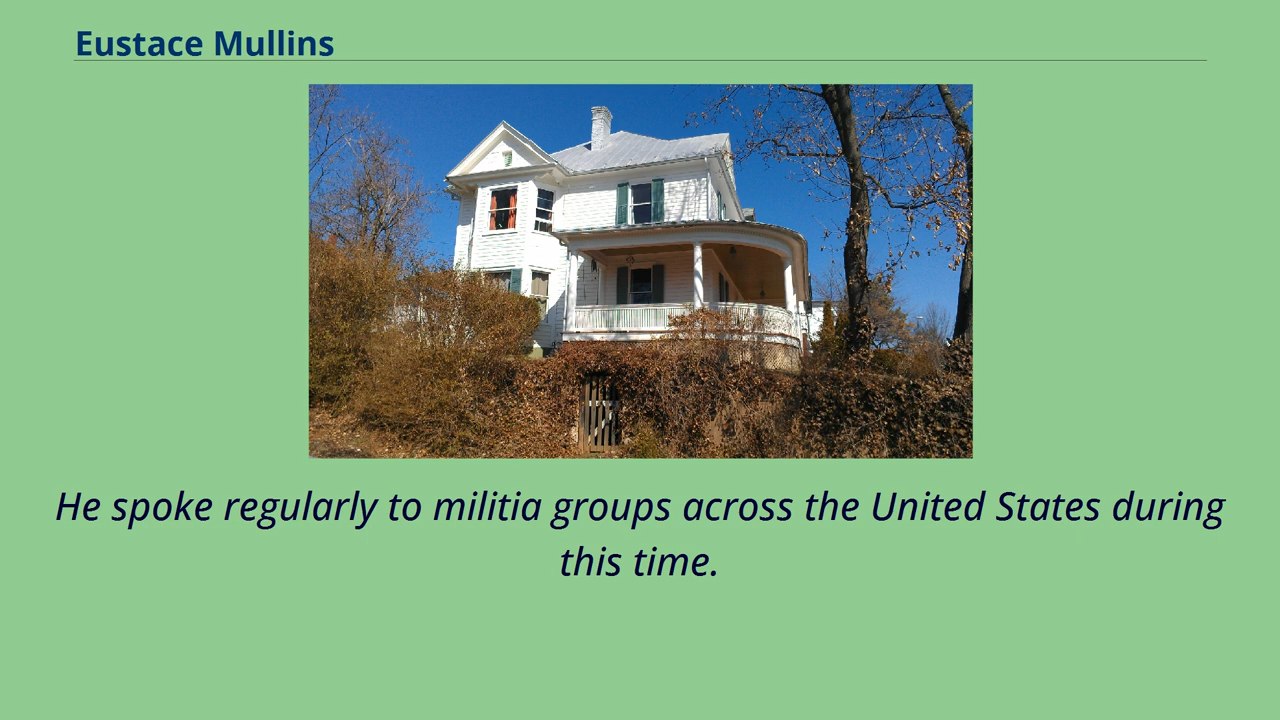 Eustace Mullins
He spoke regularly to militia groups across the United States during
this time.